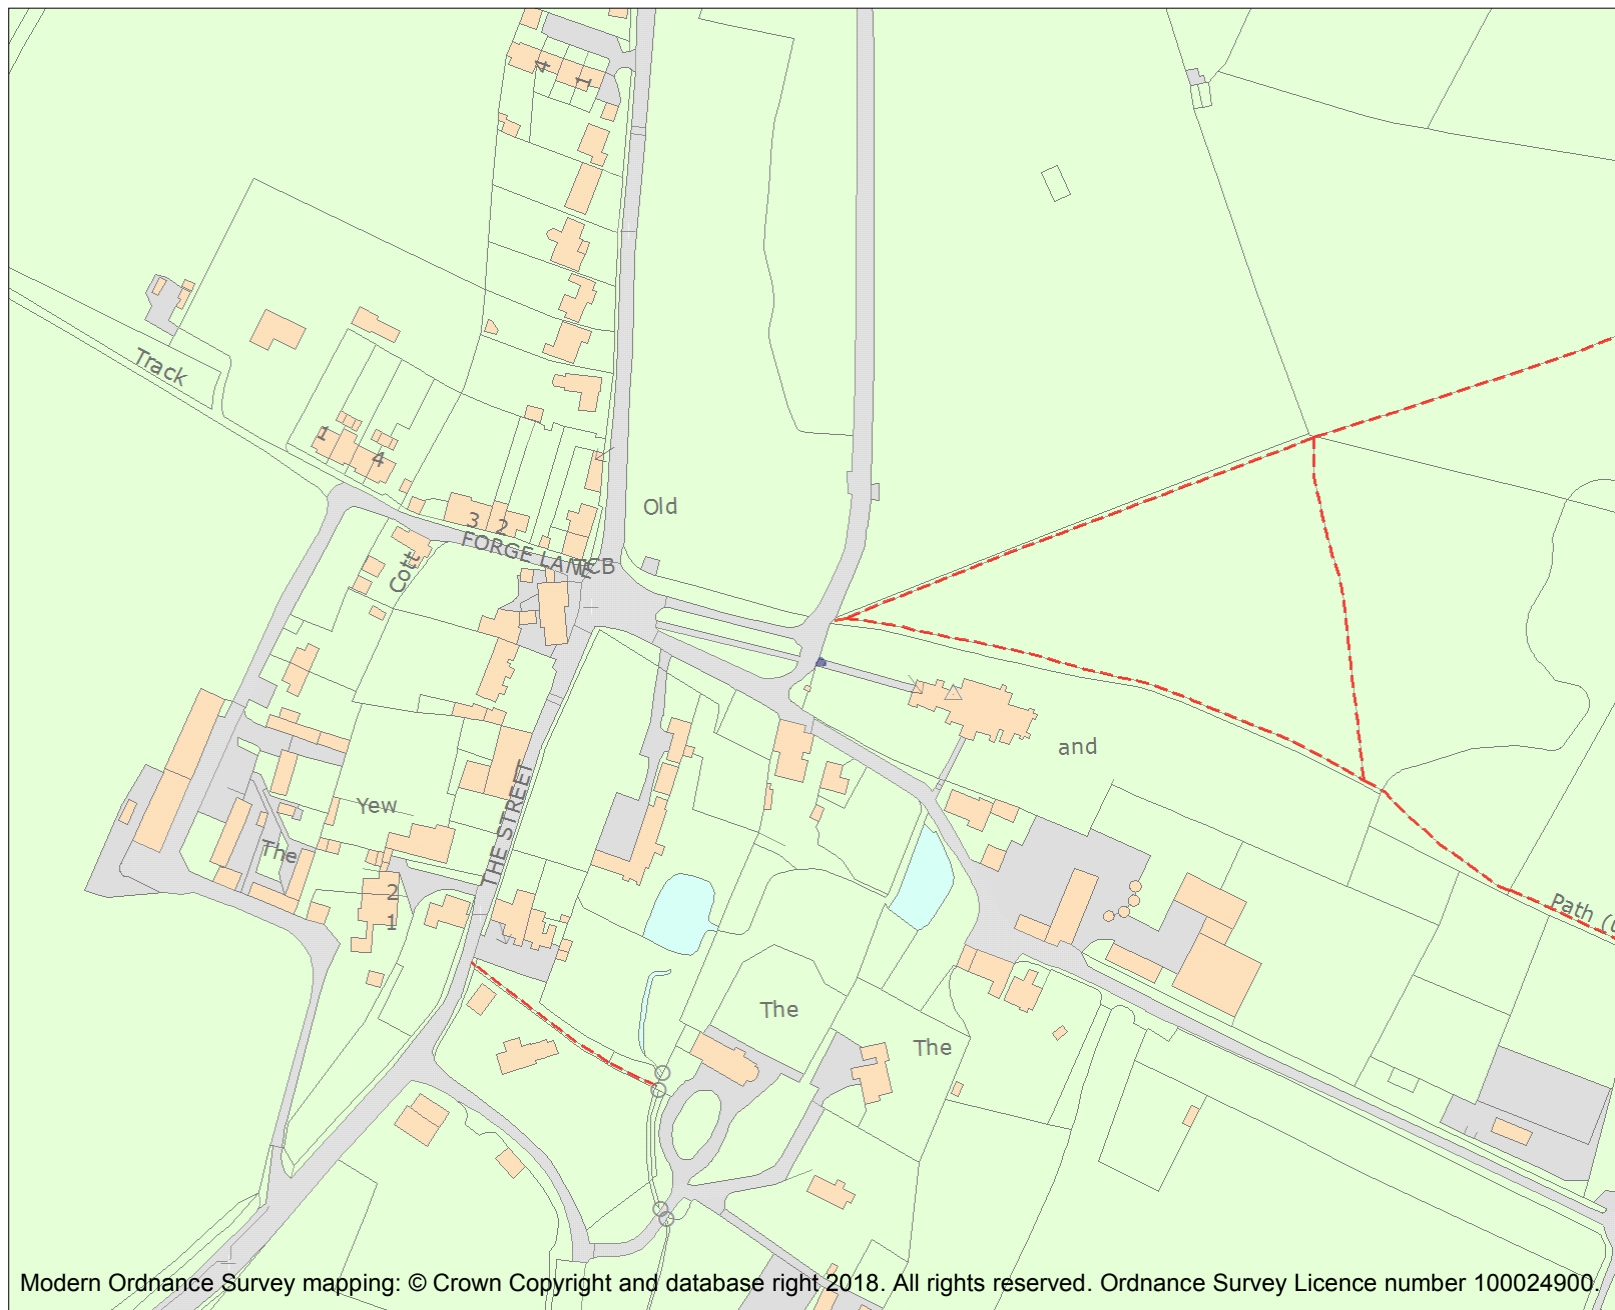 4
1
Track
1
4
3 2
Old
FORGE LANE
TCB
Cott
and
Yew
THE STREET
The
2
1
Path (u
The
The
Modern Ordnance Survey mapping: © Crown Copyright and database right 2018. All rights reserved. Ordnance Survey Licence number 100024900.